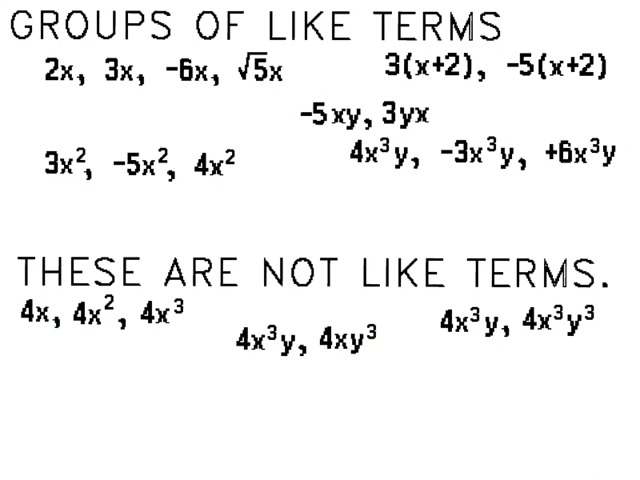 GROUPS OF LIKE TERMS
2x, 3x, -6x, √5x
3(x+2), -5(x+2)
-5xy, 3yx
3x², -5x², 4x²
4x³y, -3x³y, +6x³y
THESE ARE NOT LIKE TERMS.
4x, 4x², 4x³
4x³y, 4xy³
4x³y, 4x³y³